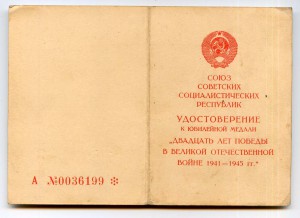 СОЮЗ
СОВЕТСКИХ
СОЦИАЛИСТИЧЕСКИХ
РЕСПУБЛИК
УДОСТОВЕРЕНИЕ
К ЮБИЛЕЙНОЙ МЕДАЛИ
„ДВАДЦАТЬ ЛЕТ ПОБЕДЫ
В ВЕЛИКОЙ ОТЕЧЕСТВЕННОЙ
ВОЙНЕ 1941—1945 гг."
А №0036199 ✻